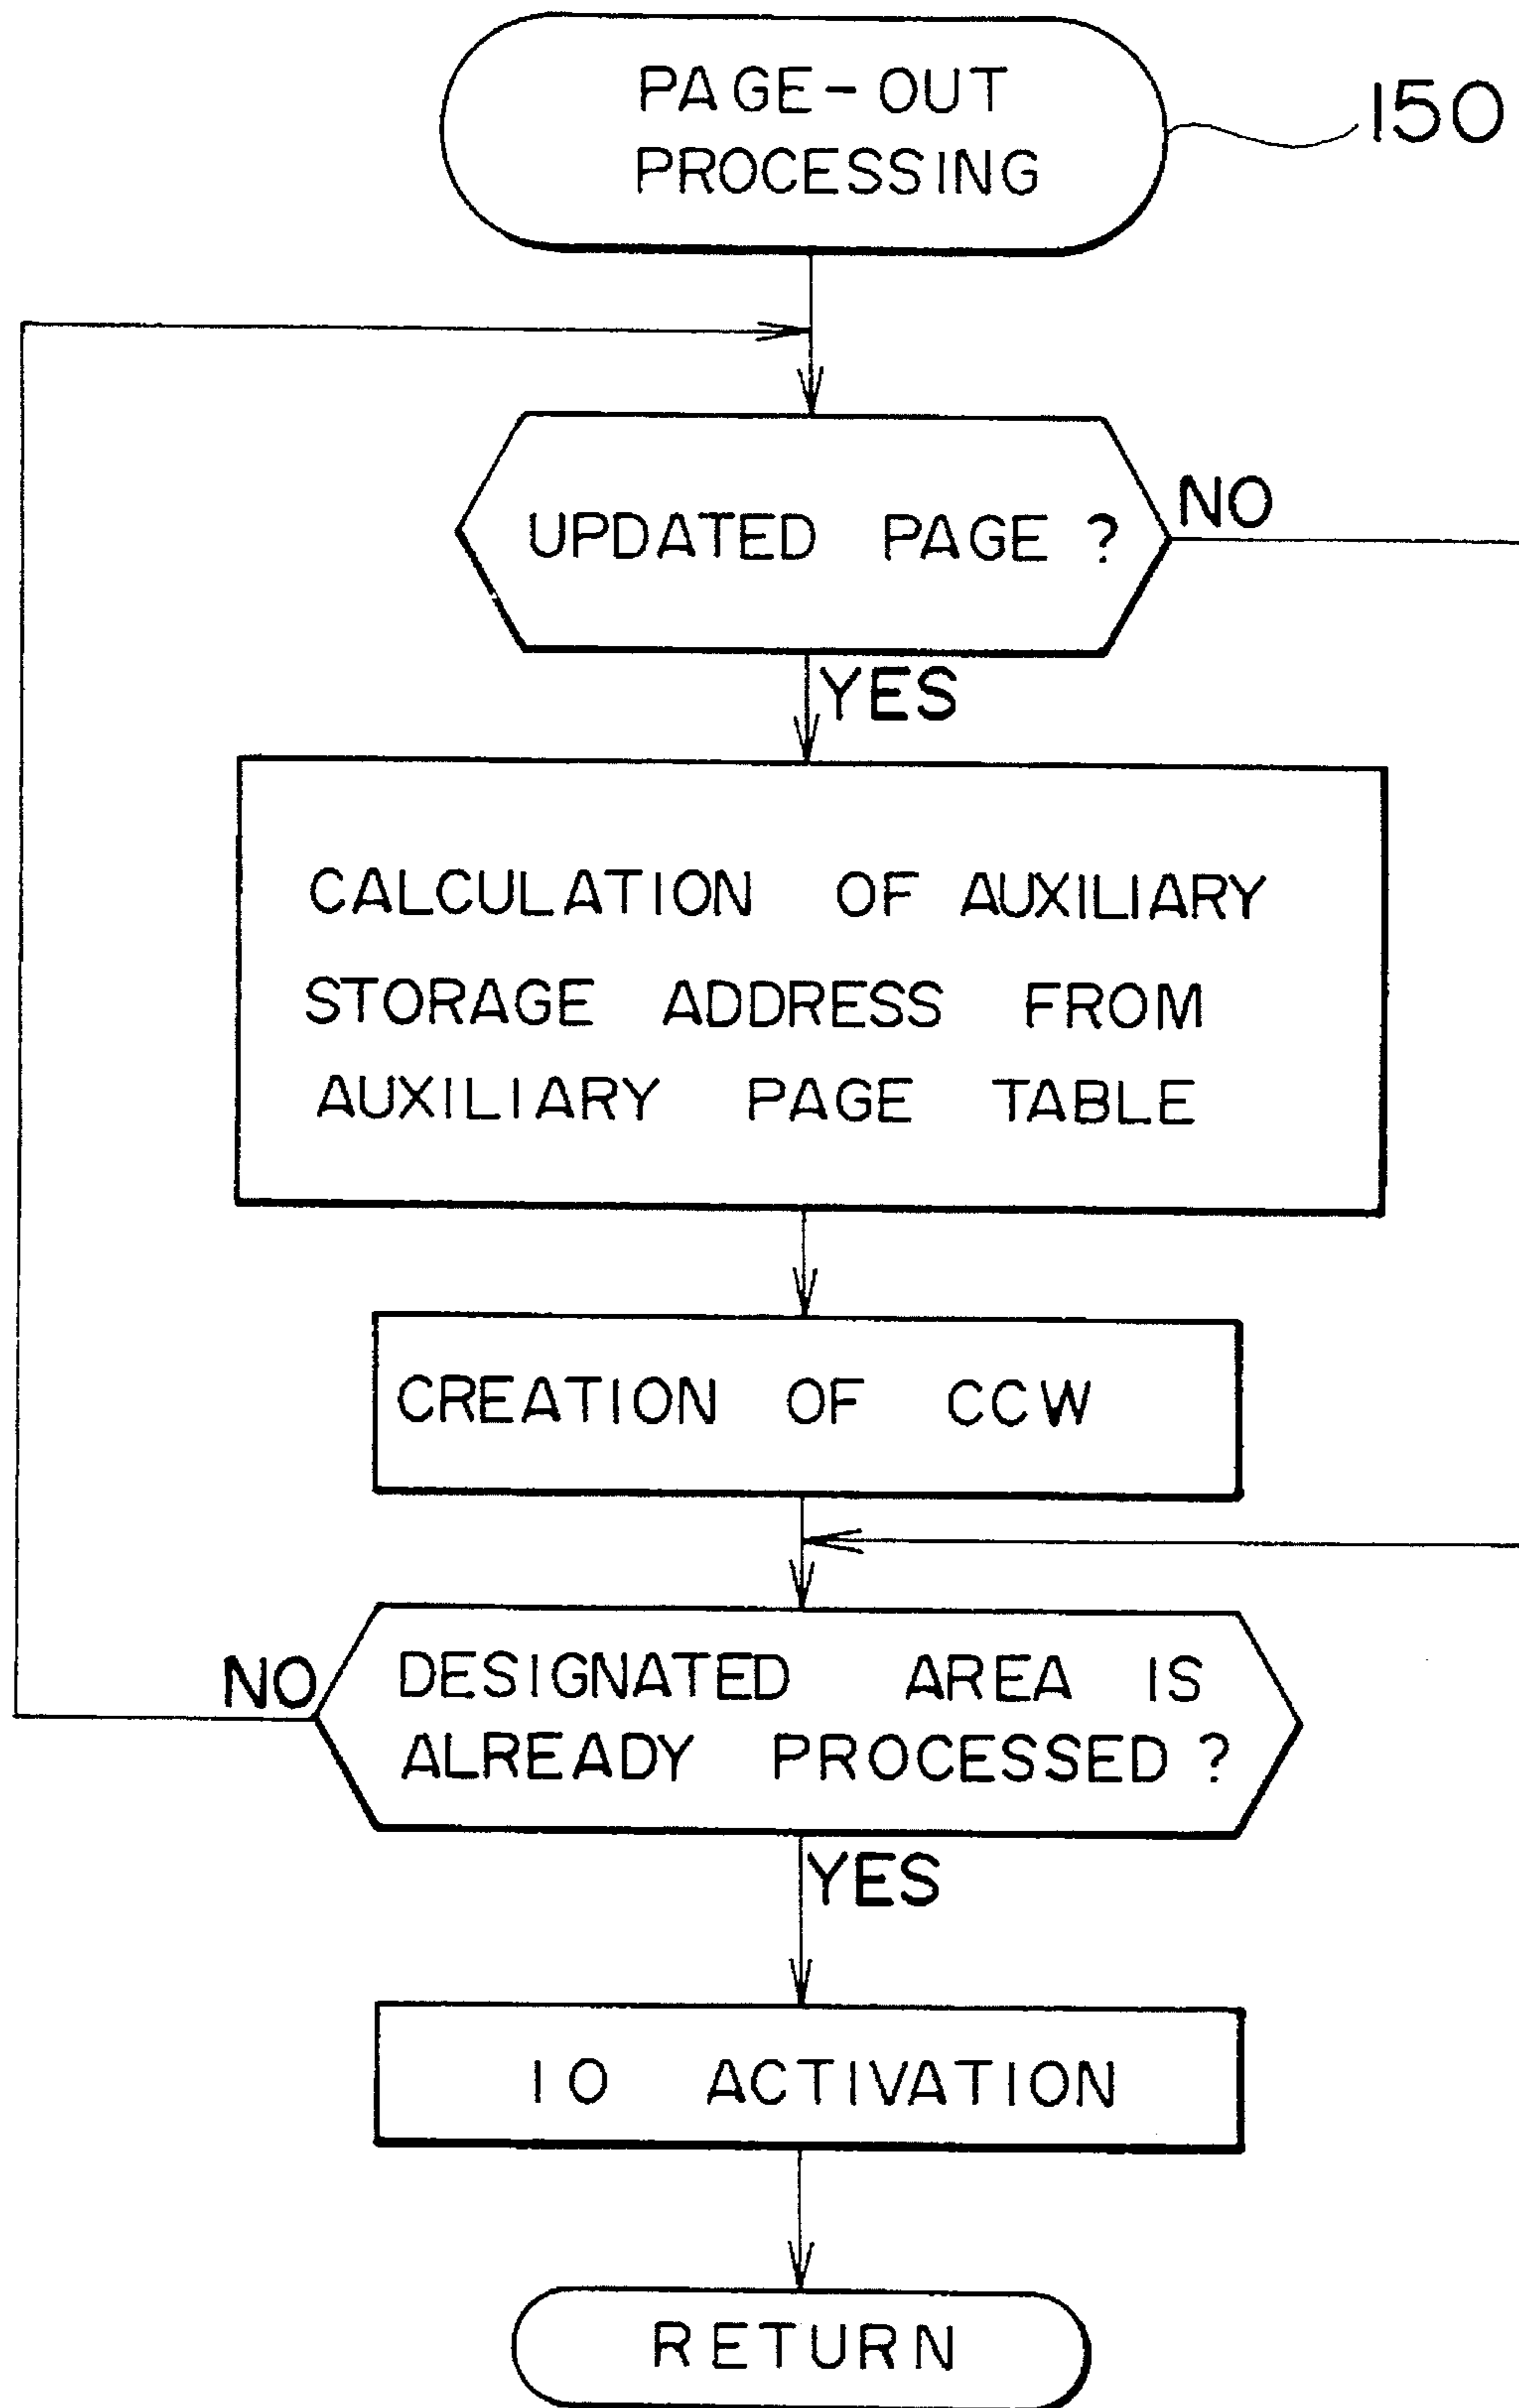 PAGE-OUT
PROCESSING
150
UPDATED PAGE ?
NO
YES
CALCULATION OF AUXILIARY
STORAGE ADDRESS FROM
AUXILIARY PAGE TABLE
CREATION OF CCW
NO
DESIGNATED AREA IS
ALREADY PROCESSED ?
YES
IO ACTIVATION
RETURN